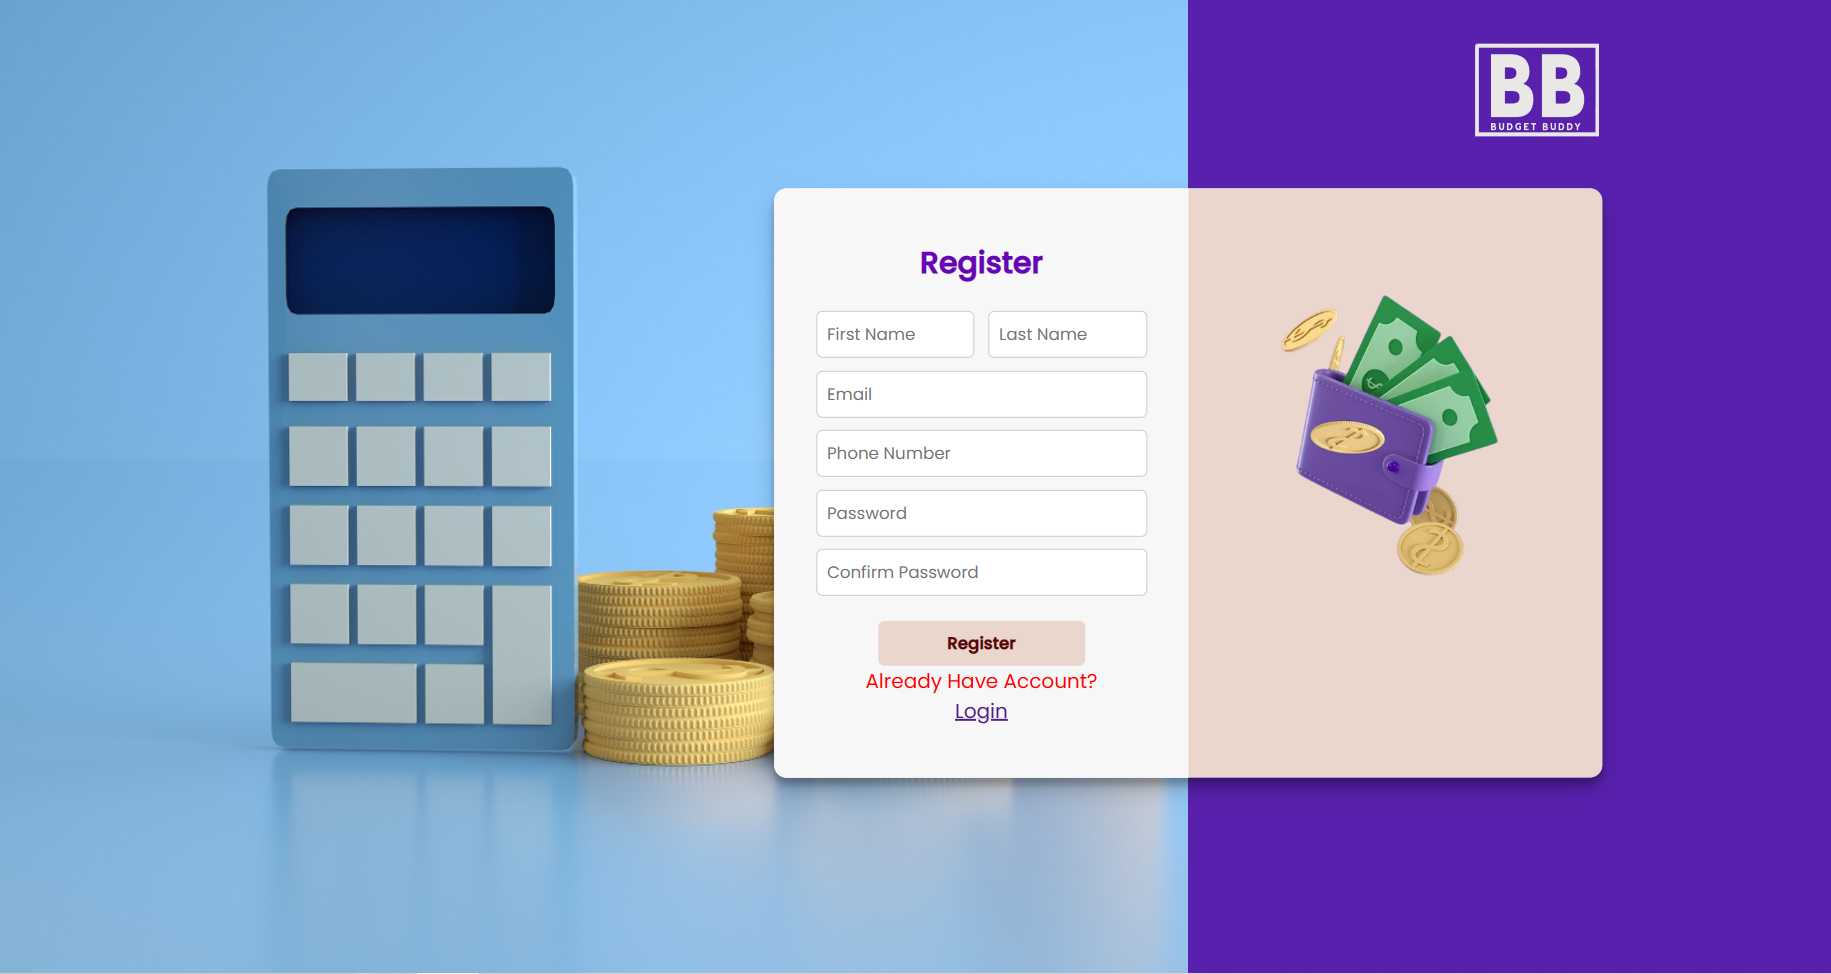 BB
BUDGET BUDDY
Register
First Name
Last Name
Email
Phone Number
Password
Confirm Password
Register
Already Have Account?
Login